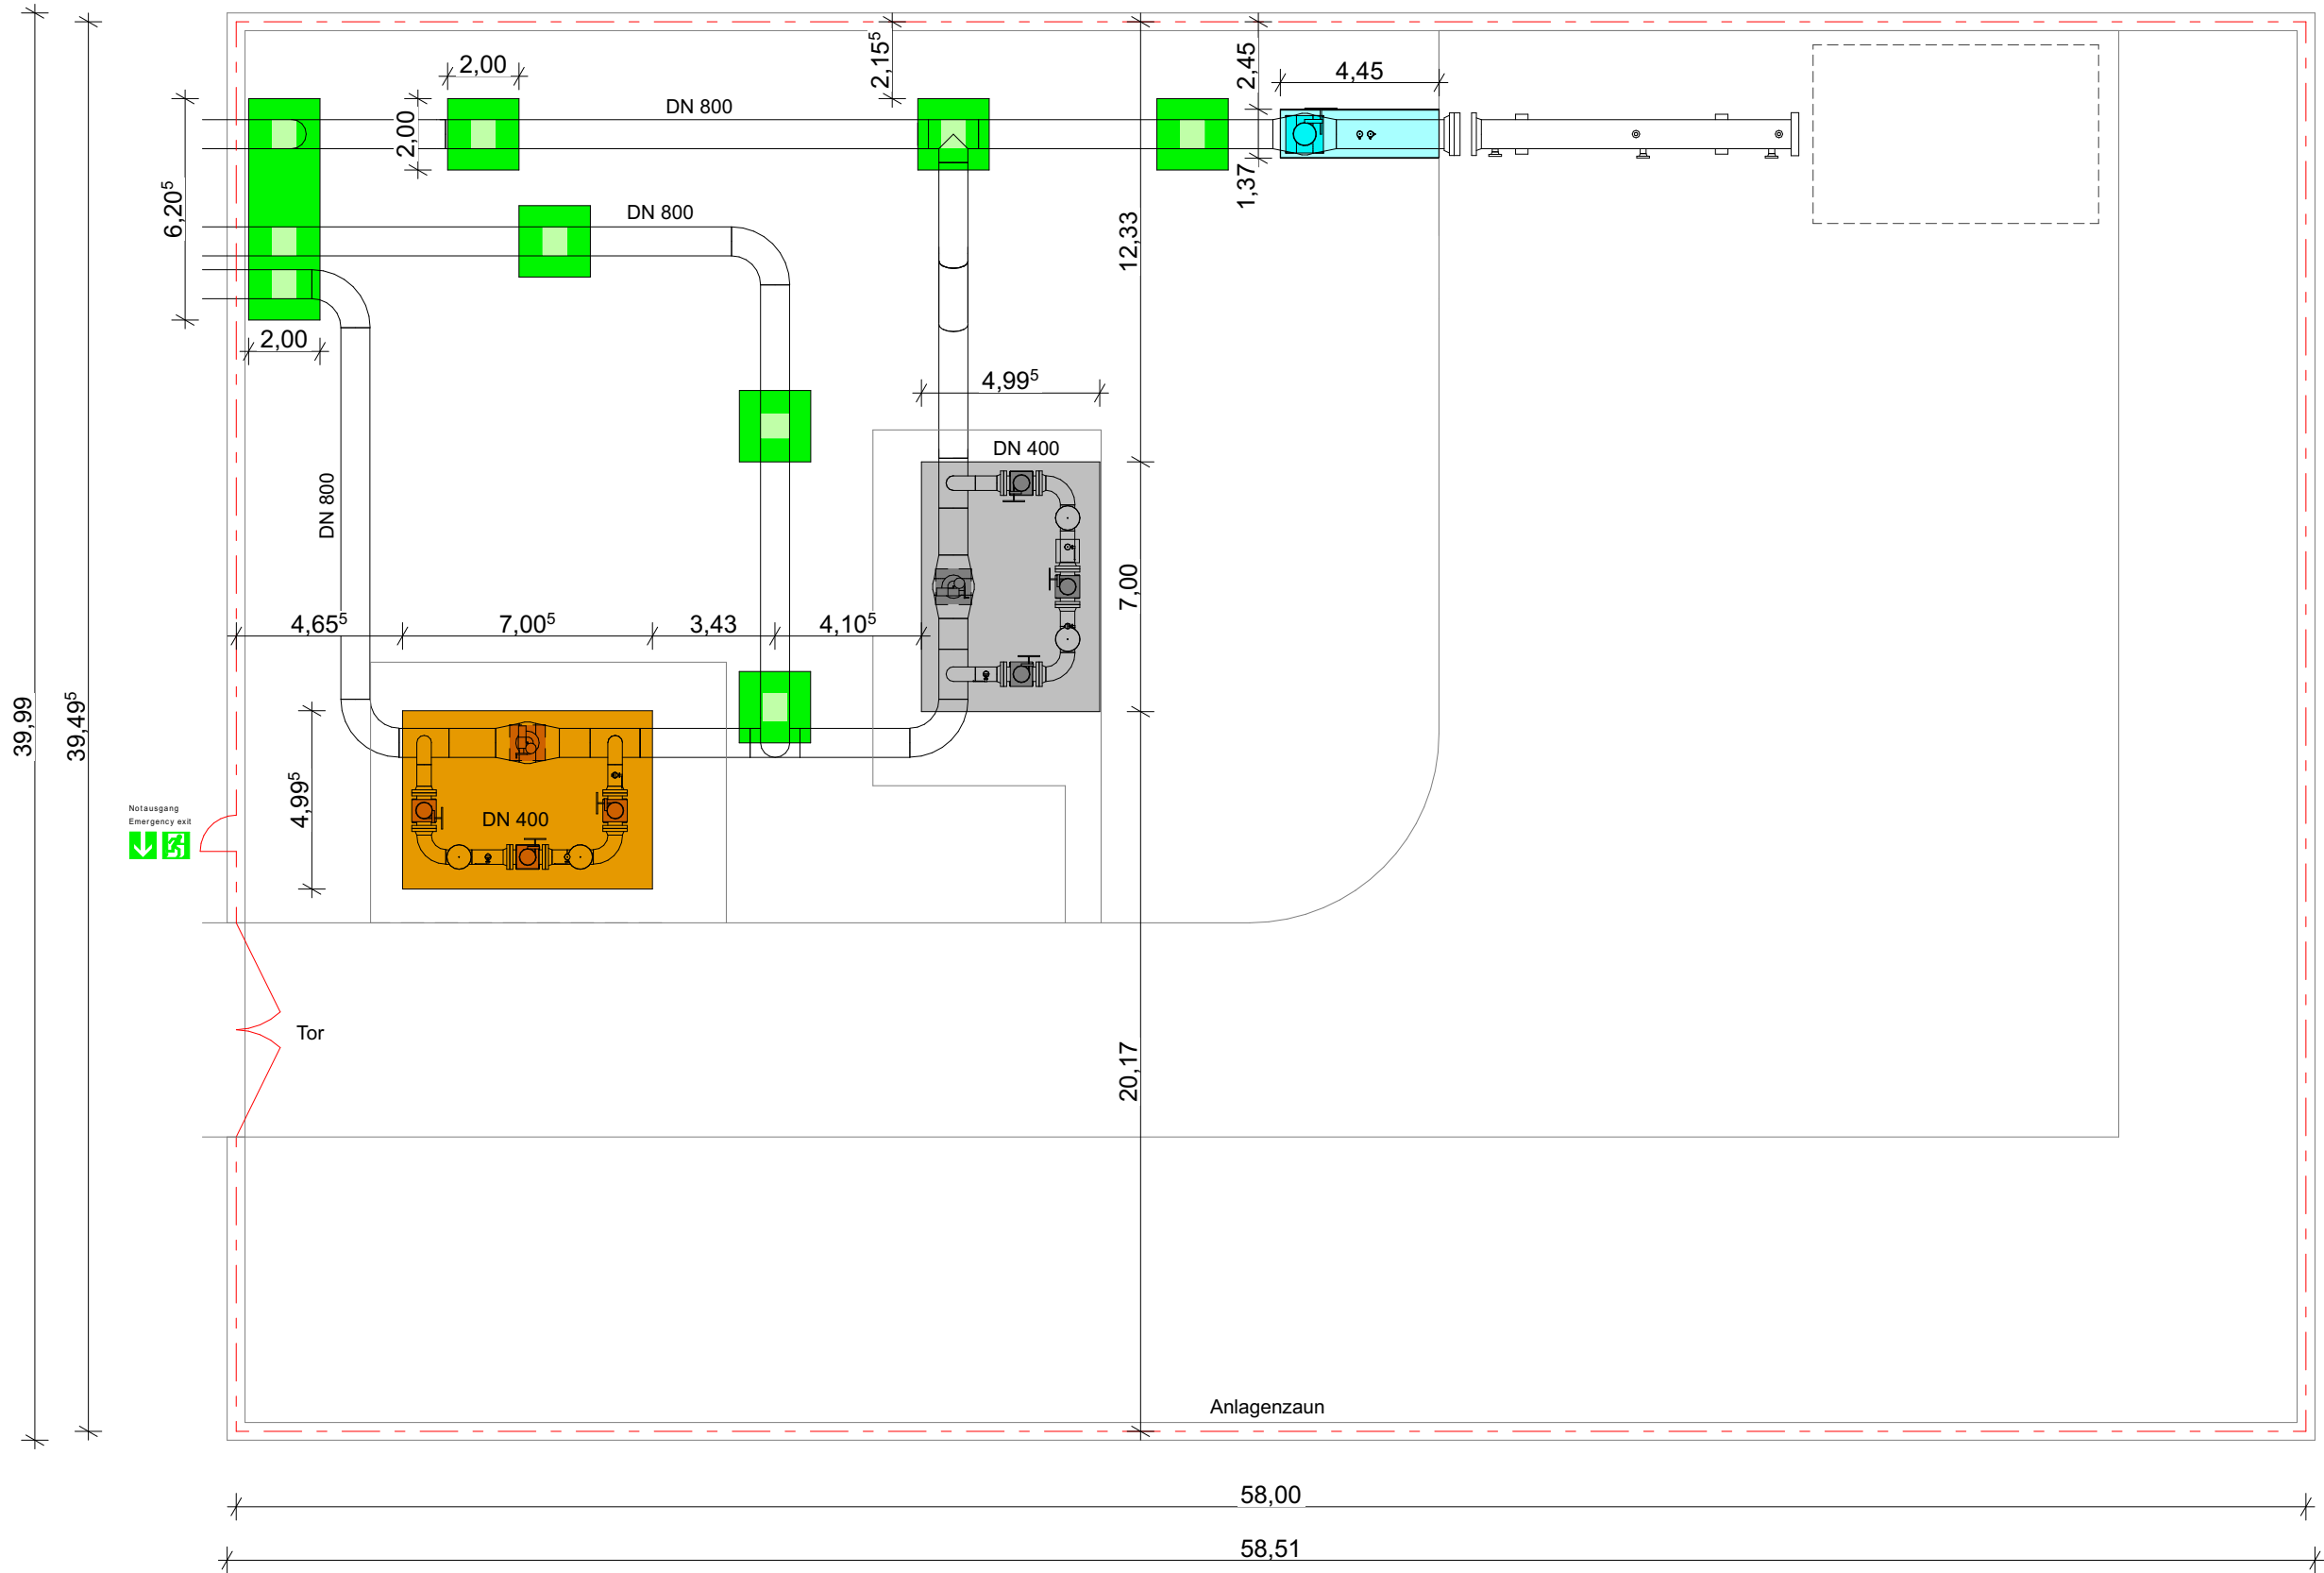 2,00
2,15⁵
2,45
4,45
DN 800
2,00
1,37
6,20⁵
DN 800
12,33
2,00
4,99⁵
DN 400
DN 800
7,00
4,65⁵
7,00⁵
3,43
4,10⁵
39,99
39,49⁵
4,99⁵
Notausgang
Emergency exit
DN 400
Tor
20,17
Anlagenzaun
58,00
58,51